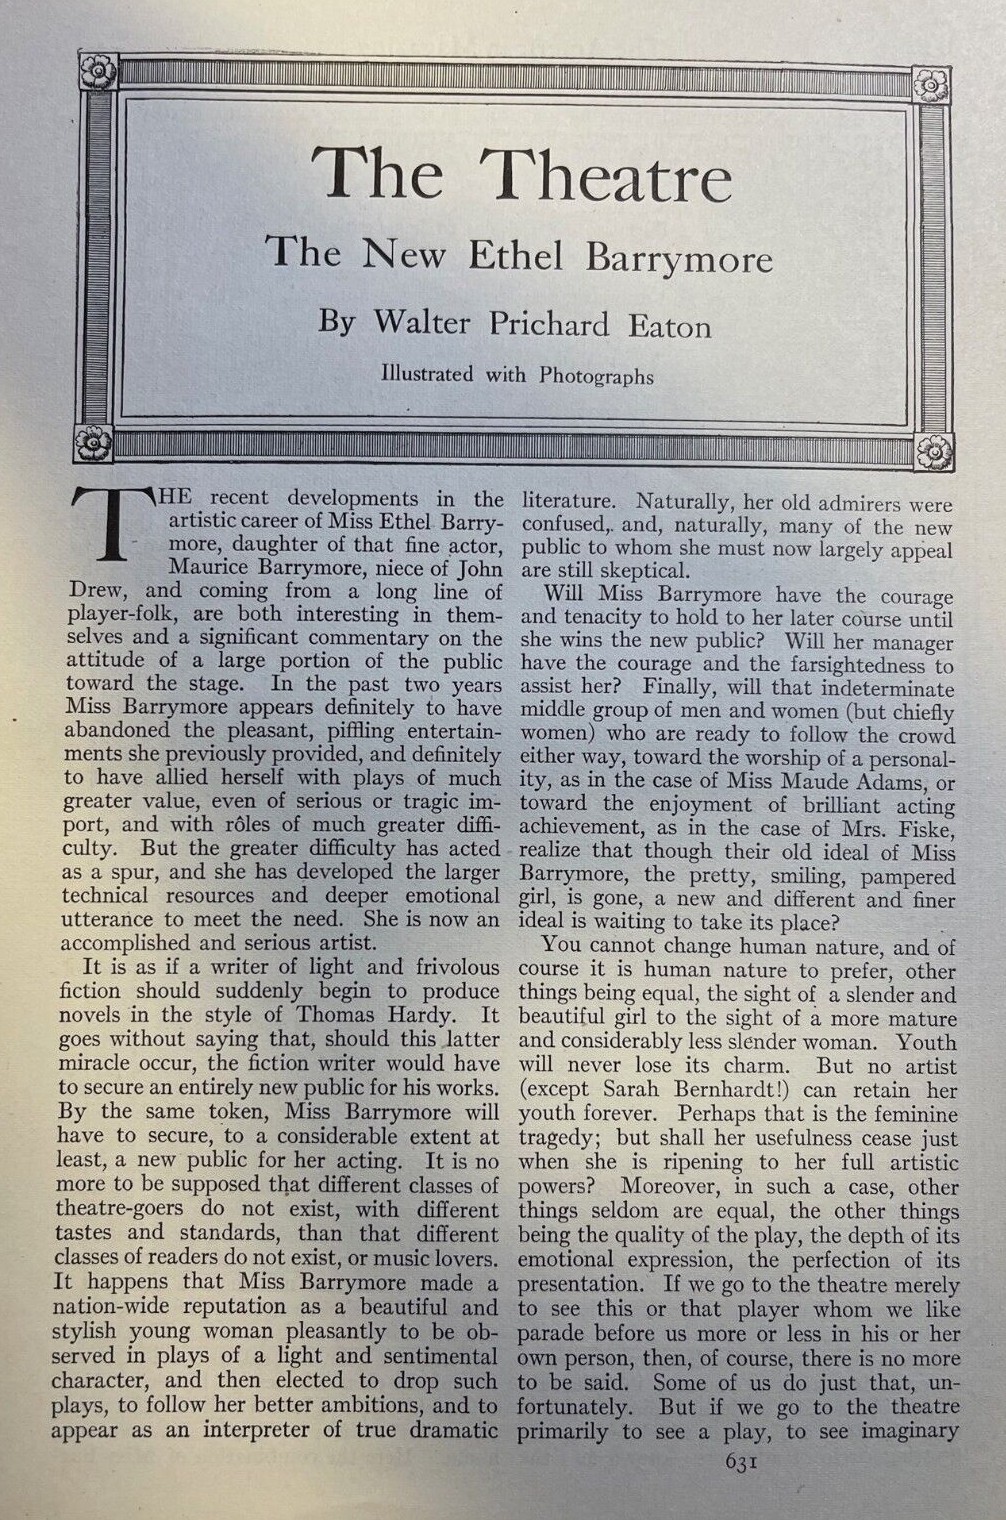 The Theatre
The New Ethel Barrymore
By Walter Prichard Eaton
Illustrated with Photographs
THE recent developments in the
artistic career of Miss Ethel Barry-
more, daughter of that fine actor,
Maurice Barrymore, niece of John
Drew, and coming from a long line of
player-folk, are both interesting in them-
selves and a significant commentary on the
attitude of a large portion of the public
toward the stage. In the past two years
Miss Barrymore appears definitely to have
abandoned the pleasant, piffling entertain-
ments she previously provided, and definitely
to have allied herself with plays of much
greater value, even of serious or tragic im-
port, and with rôles of much greater diffi-
culty. But the greater difficulty has acted
as a spur, and she has developed the larger
technical resources and deeper emotional
utterance to meet the need. She is now an
accomplished and serious artist.
It is as if a writer of light and frivolous
fiction should suddenly begin to produce
novels in the style of Thomas Hardy. It
goes without saying that, should this latter
miracle occur, the fiction writer would have
to secure an entirely new public for his works.
By the same token, Miss Barrymore will
have to secure, to a considerable extent at
least, a new public for her acting. It is no
more to be supposed that different classes of
theatre-goers do not exist, with different
tastes and standards, than that different
classes of readers do not exist, or music lovers.
It happens that Miss Barrymore made a
nation-wide reputation as a beautiful and
stylish young woman pleasantly to be ob-
served in plays of a light and sentimental
character, and then elected to drop such
plays, to follow her better ambitions, and to
appear as an interpreter of true dramatic
literature. Naturally, her old admirers were
confused, and, naturally, many of the new
public to whom she must now largely appeal
are still skeptical.
Will Miss Barrymore have the courage
and tenacity to hold to her later course until
she wins the new public? Will her manager
have the courage and the farsightedness to
assist her? Finally, will that indeterminate
middle group of men and women (but chiefly
women) who are ready to follow the crowd
either way, toward the worship of a personal-
ity, as in the case of Miss Maude Adams, or
toward the enjoyment of brilliant acting
achievement, as in the case of Mrs. Fiske,
realize that though their old ideal of Miss
Barrymore, the pretty, smiling, pampered
girl, is gone, a new and different and finer
ideal is waiting to take its place?
You cannot change human nature, and of
course it is human nature to prefer, other
things being equal, the sight of a slender and
beautiful girl to the sight of a more mature
and considerably less slender woman. Youth
will never lose its charm. But no artist
(except Sarah Bernhardt!) can retain her
youth forever. Perhaps that is the feminine
tragedy; but shall her usefulness cease just
when she is ripening to her full artistic
powers? Moreover, in such a case, other
things seldom are equal, the other things
being the quality of the play, the depth of its
emotional expression, the perfection of its
presentation. If we go to the theatre merely
to see this or that player whom we like
parade before us more or less in his or her
own person, then, of course, there is no more
to be said. Some of us do just that, un-
fortunately. But if we go to the theatre
primarily to see a play, to see imaginary
631